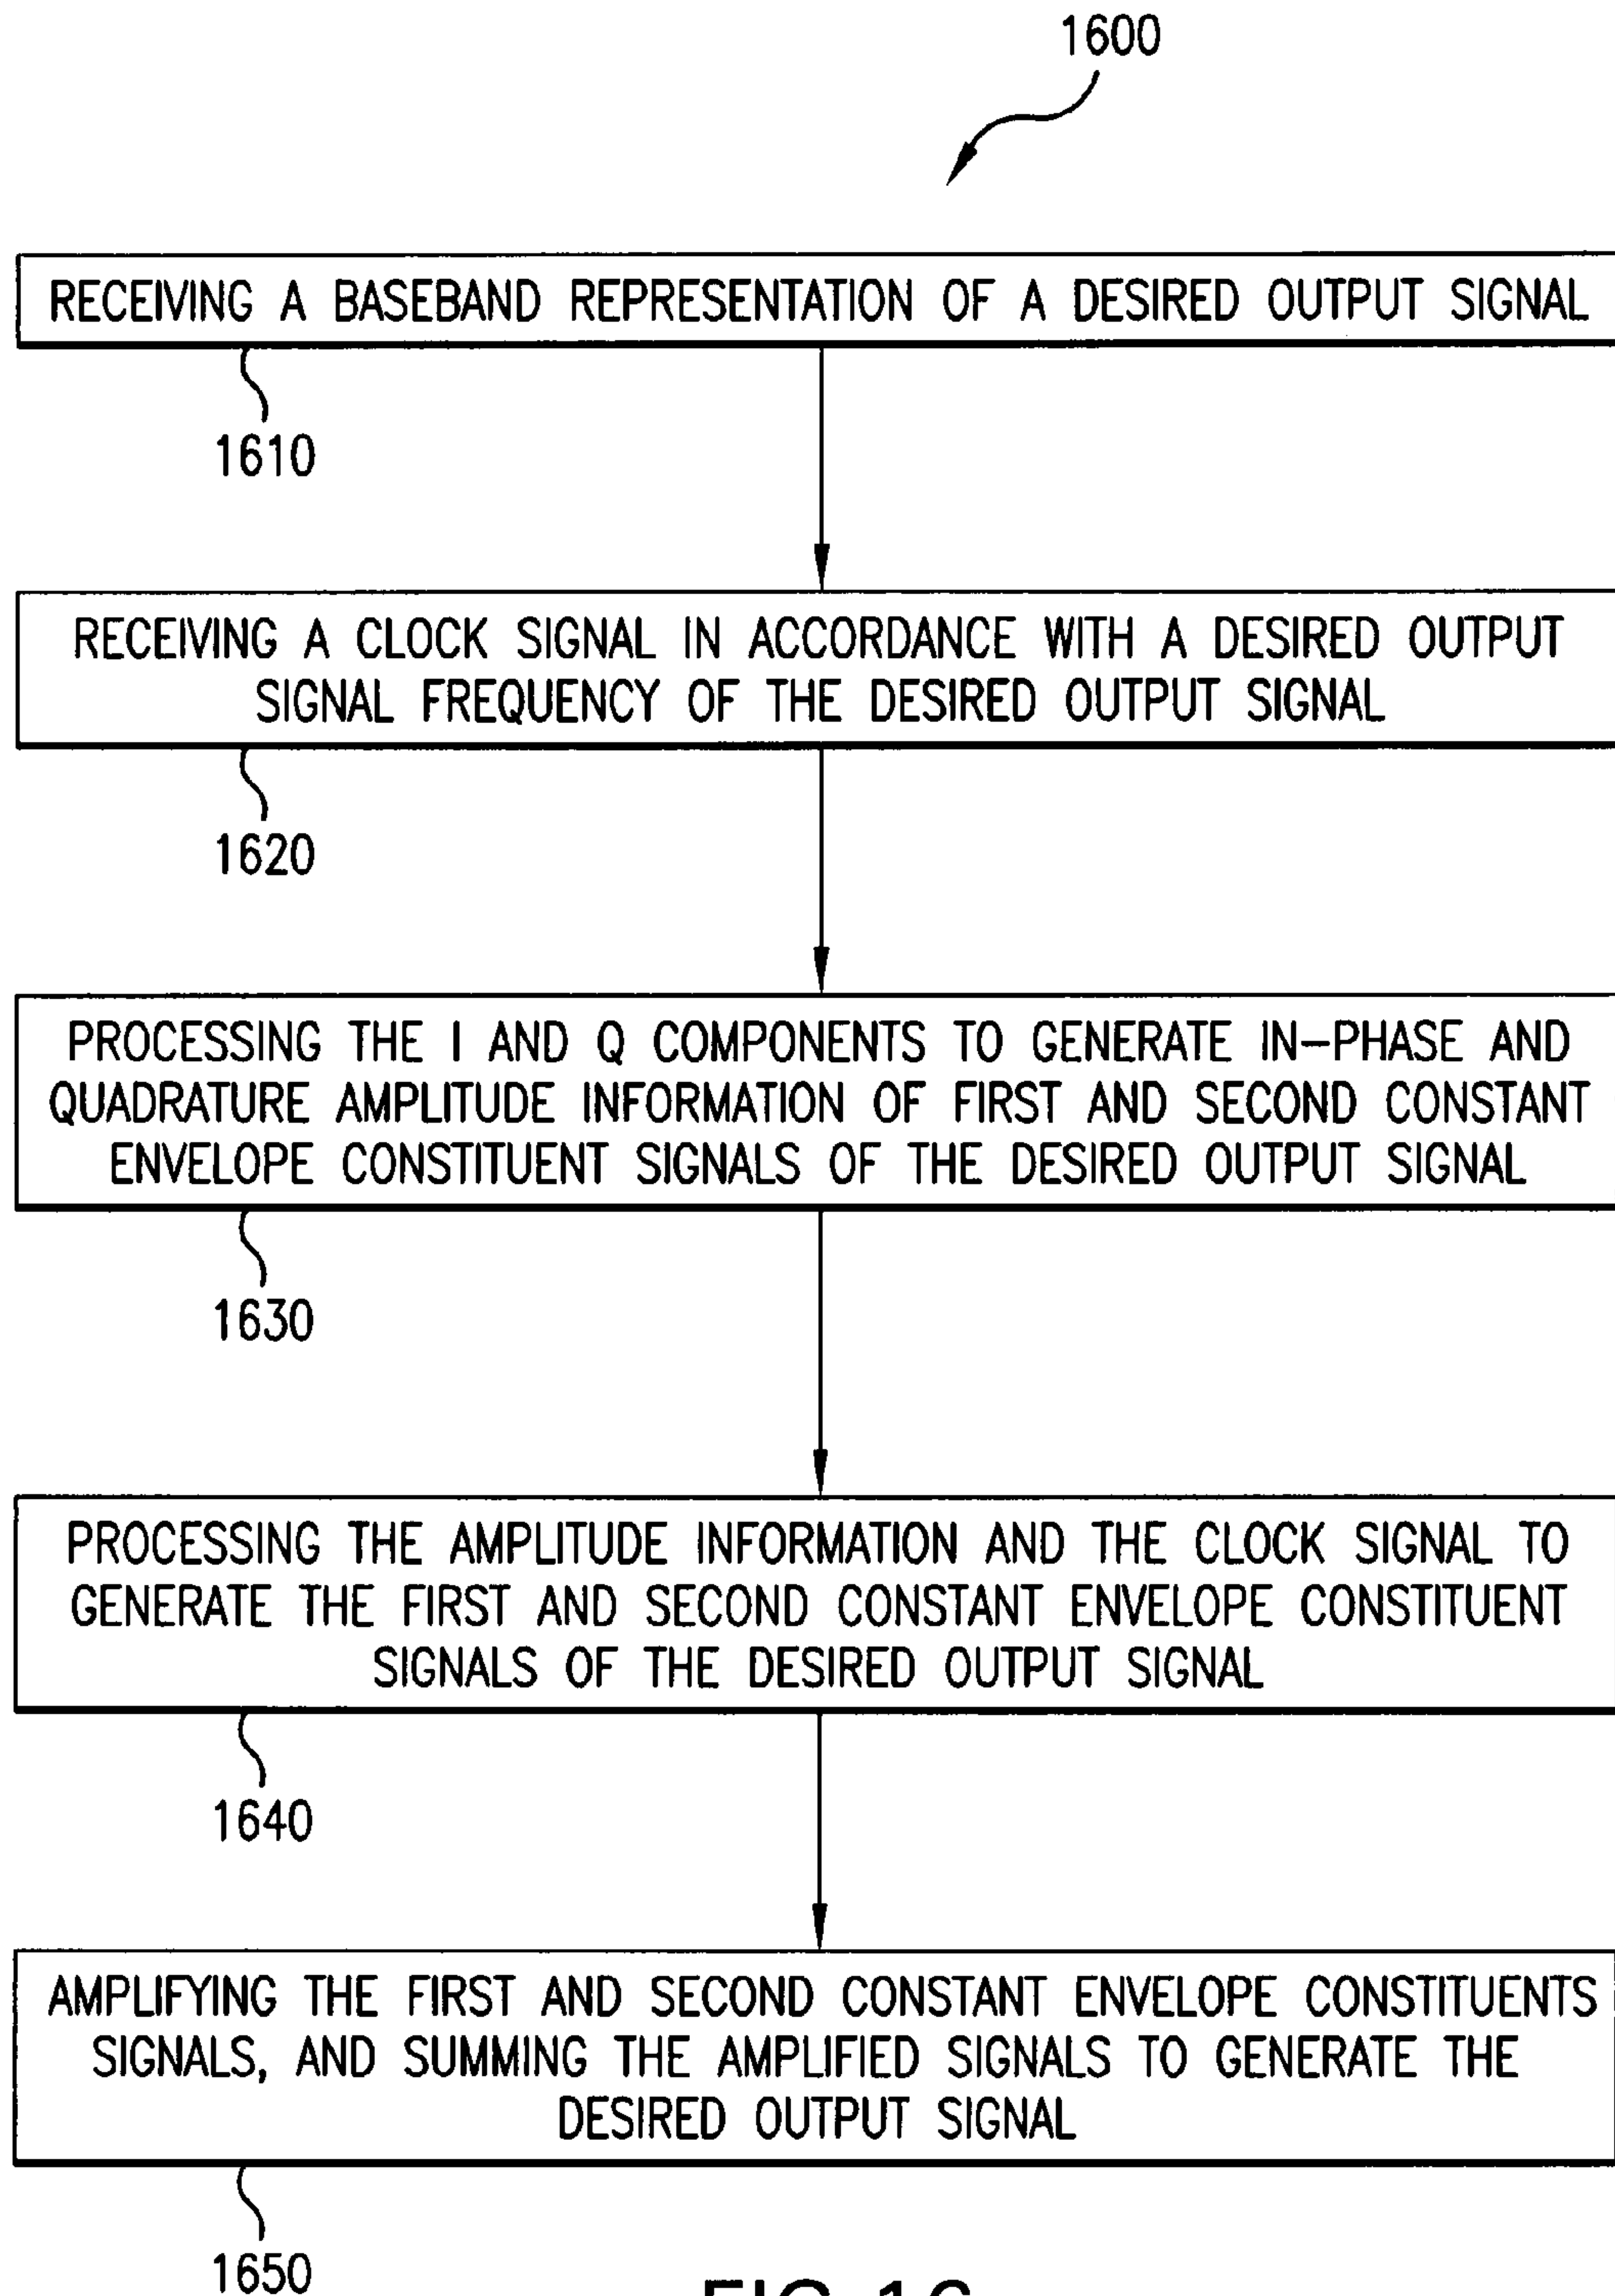 1600
RECEIVING A BASEBAND REPRESENTATION OF A DESIRED OUTPUT SIGNAL
1610
RECEIVING A CLOCK SIGNAL IN ACCORDANCE WITH A DESIRED OUTPUT
SIGNAL FREQUENCY OF THE DESIRED OUTPUT SIGNAL
1620
PROCESSING THE I AND Q COMPONENTS TO GENERATE IN-PHASE AND
QUADRATURE AMPLITUDE INFORMATION OF FIRST AND SECOND CONSTANT
ENVELOPE CONSTITUENT SIGNALS OF THE DESIRED OUTPUT SIGNAL
1630
PROCESSING THE AMPLITUDE INFORMATION AND THE CLOCK SIGNAL TO
GENERATE THE FIRST AND SECOND CONSTANT ENVELOPE CONSTITUENT
SIGNALS OF THE DESIRED OUTPUT SIGNAL
1640
AMPLIFYING THE FIRST AND SECOND CONSTANT ENVELOPE CONSTITUENTS
SIGNALS, AND SUMMING THE AMPLIFIED SIGNALS TO GENERATE THE
DESIRED OUTPUT SIGNAL
1650
FIG.16